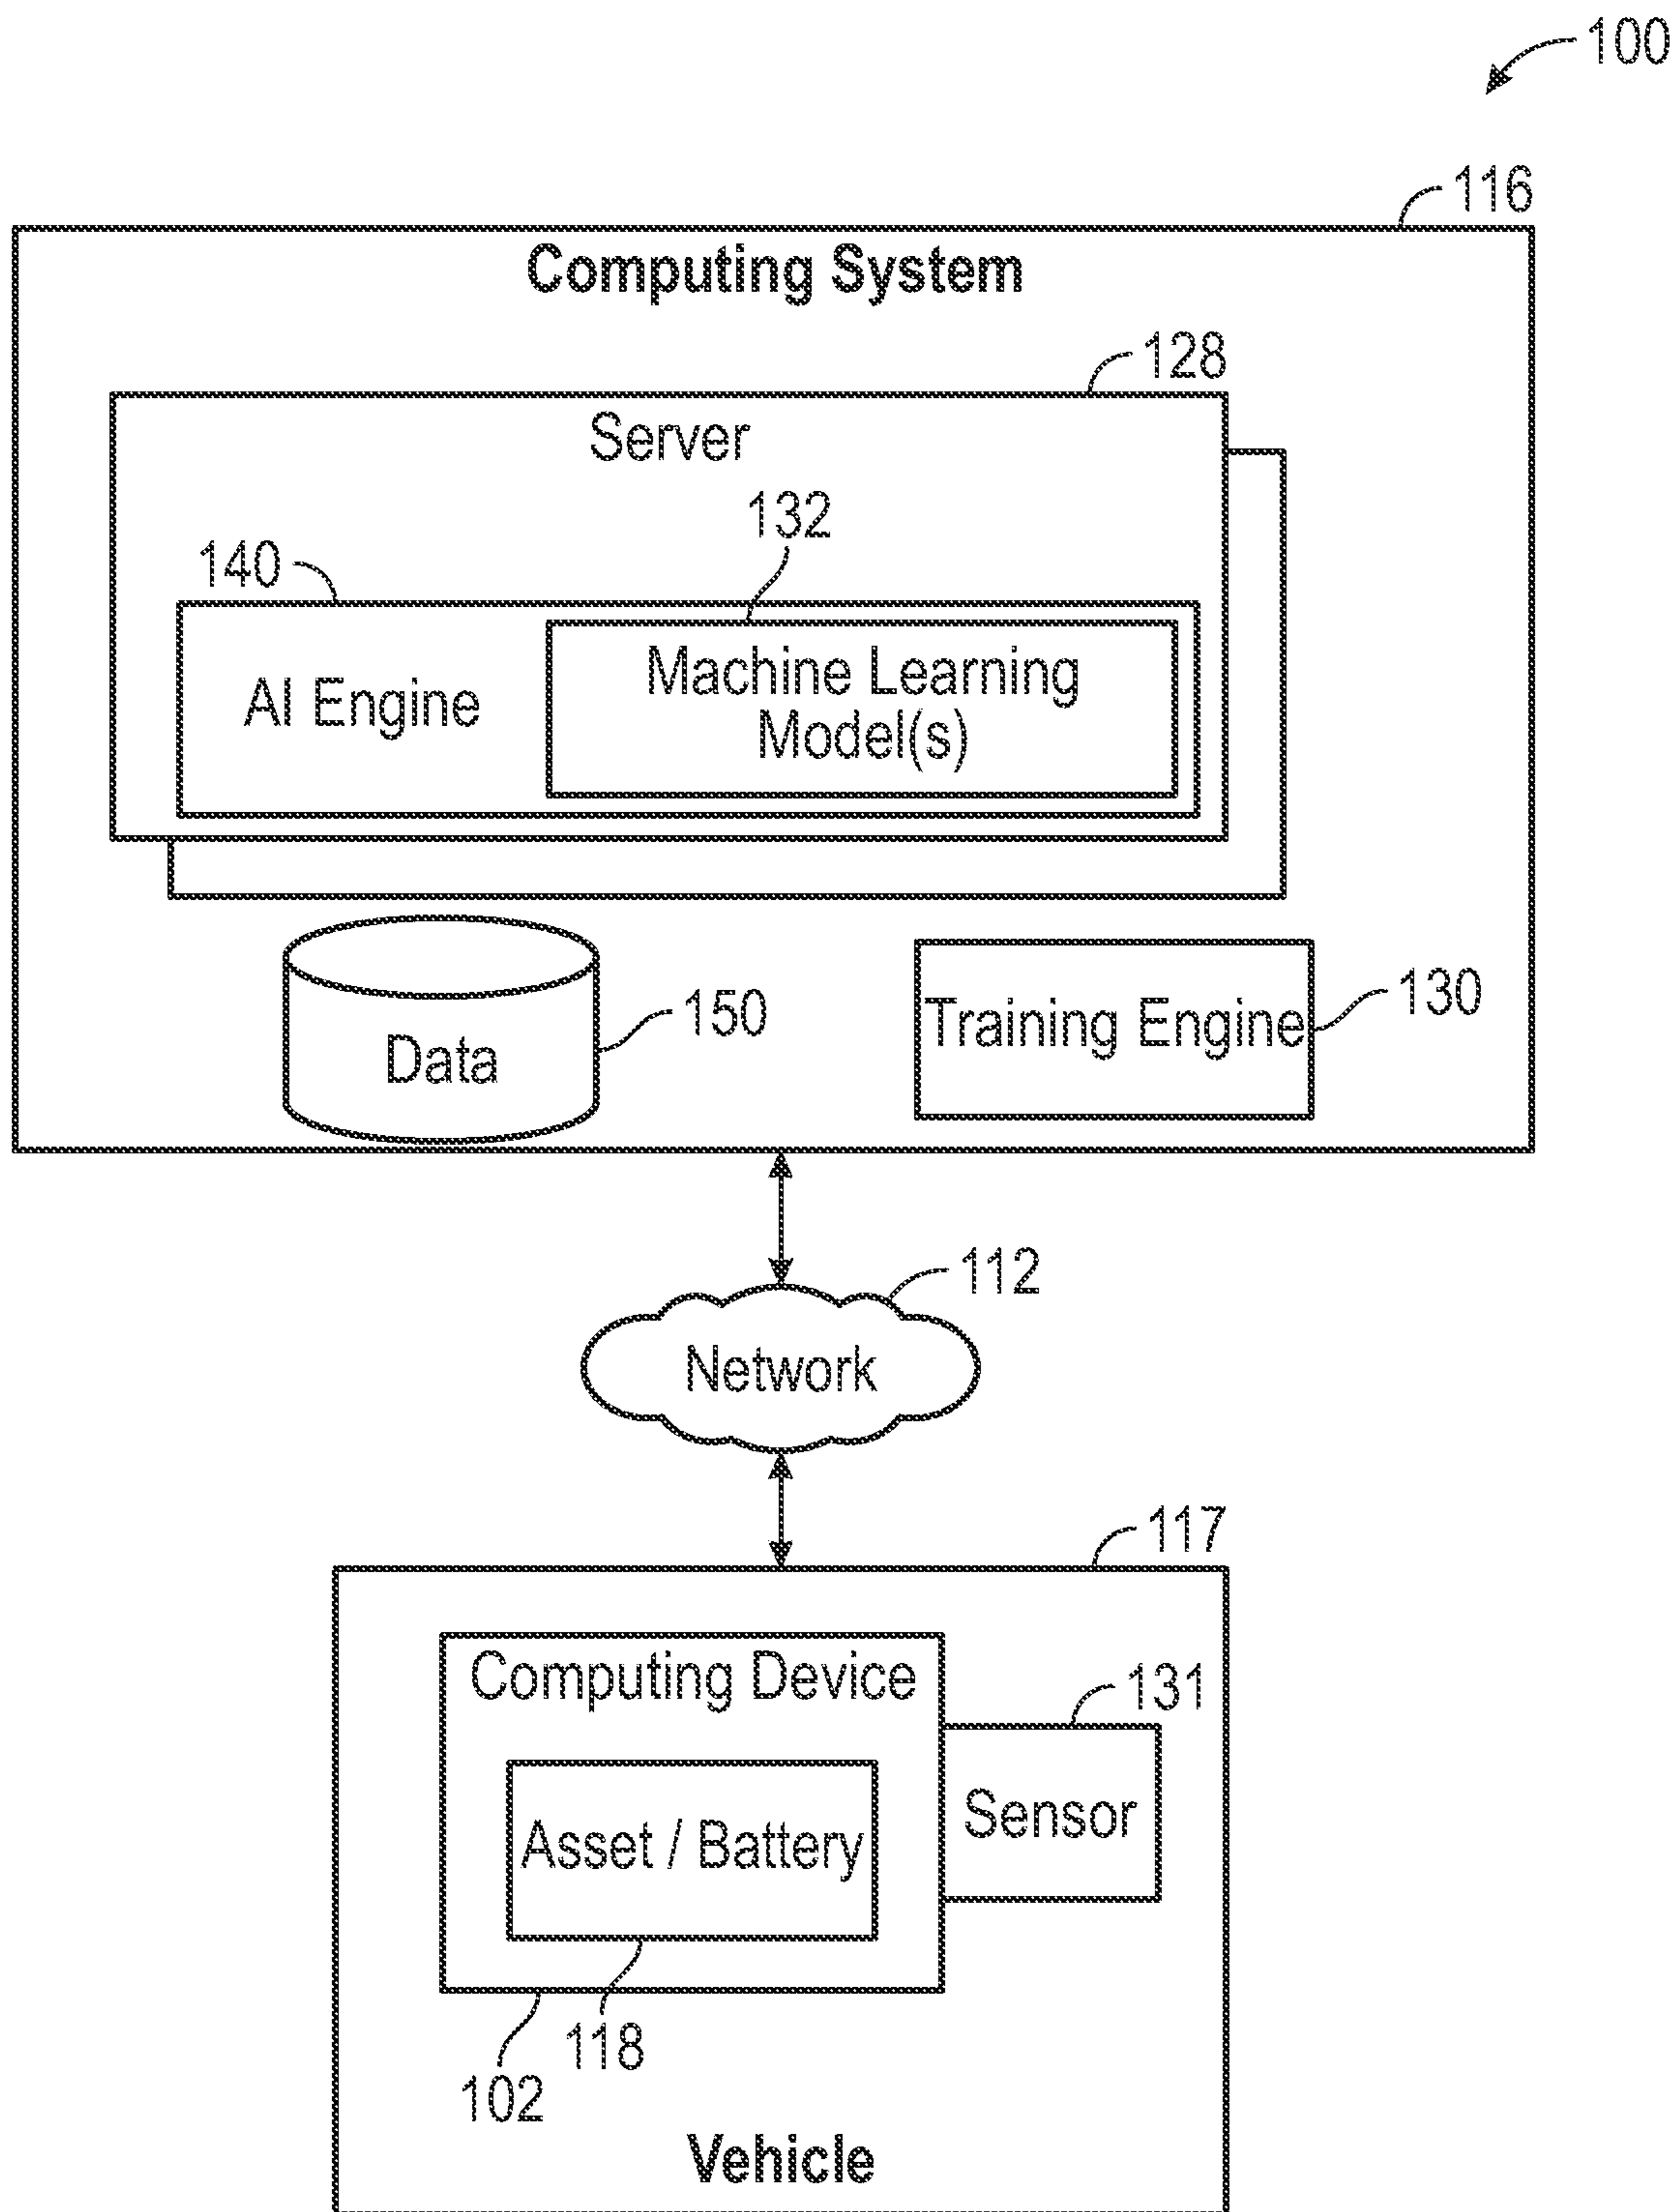 100
116
Computing System
128
Server
132
140
Machine Learning
Model(s)
AI Engine
150
130
Training Engine
Data
112
Network
117
Computing Device
131
Sensor
Asset / Battery
118
102
Vehicle